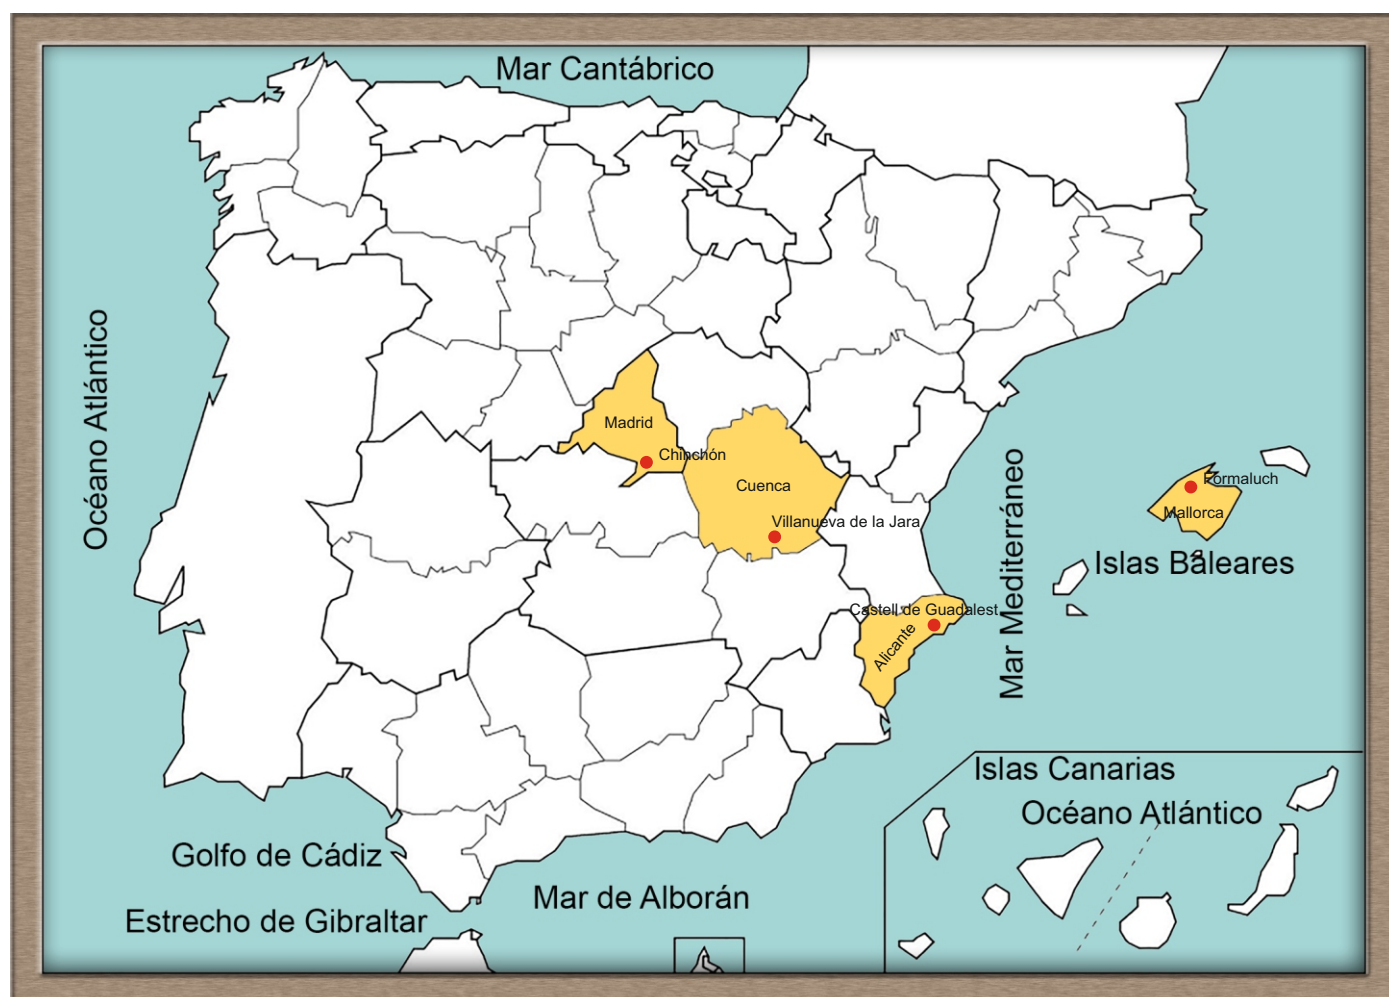 Mar Cantábrico
Océano Atlántico
Madrid
Chinchón
Cuenca
Villanueva de la Jara
Mar Mediterráneo
Formaluch
Mallorca
Islas Baleares
Castell de Guadalest
Alicante
Islas Canarias
Océano Atlántico
Golfo de Cádiz
Mar de Alborán
Estrecho de Gibraltar